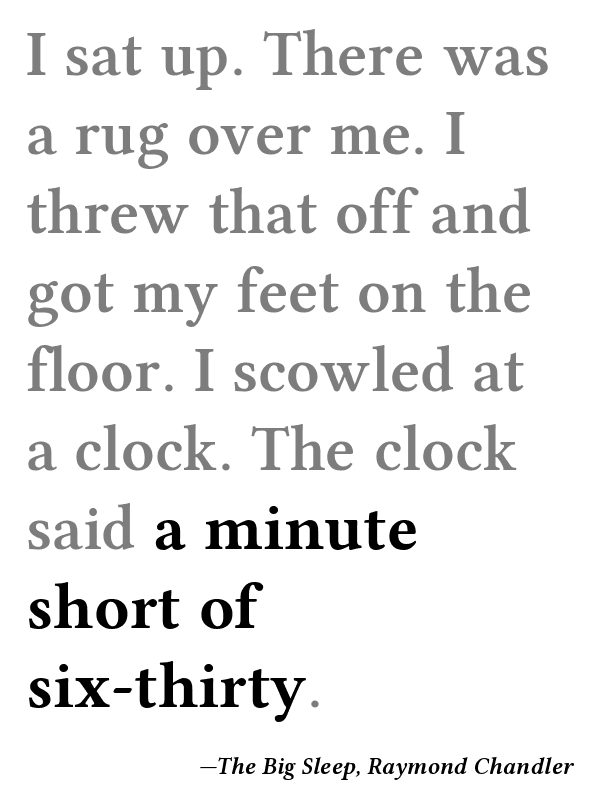 I sat up. There was
a rug over me. I
threw that off and
got my feet on the
floor. I scowled at
a clock. The clock
said a minute
short of
six-thirty.
—The Big Sleep, Raymond Chandler